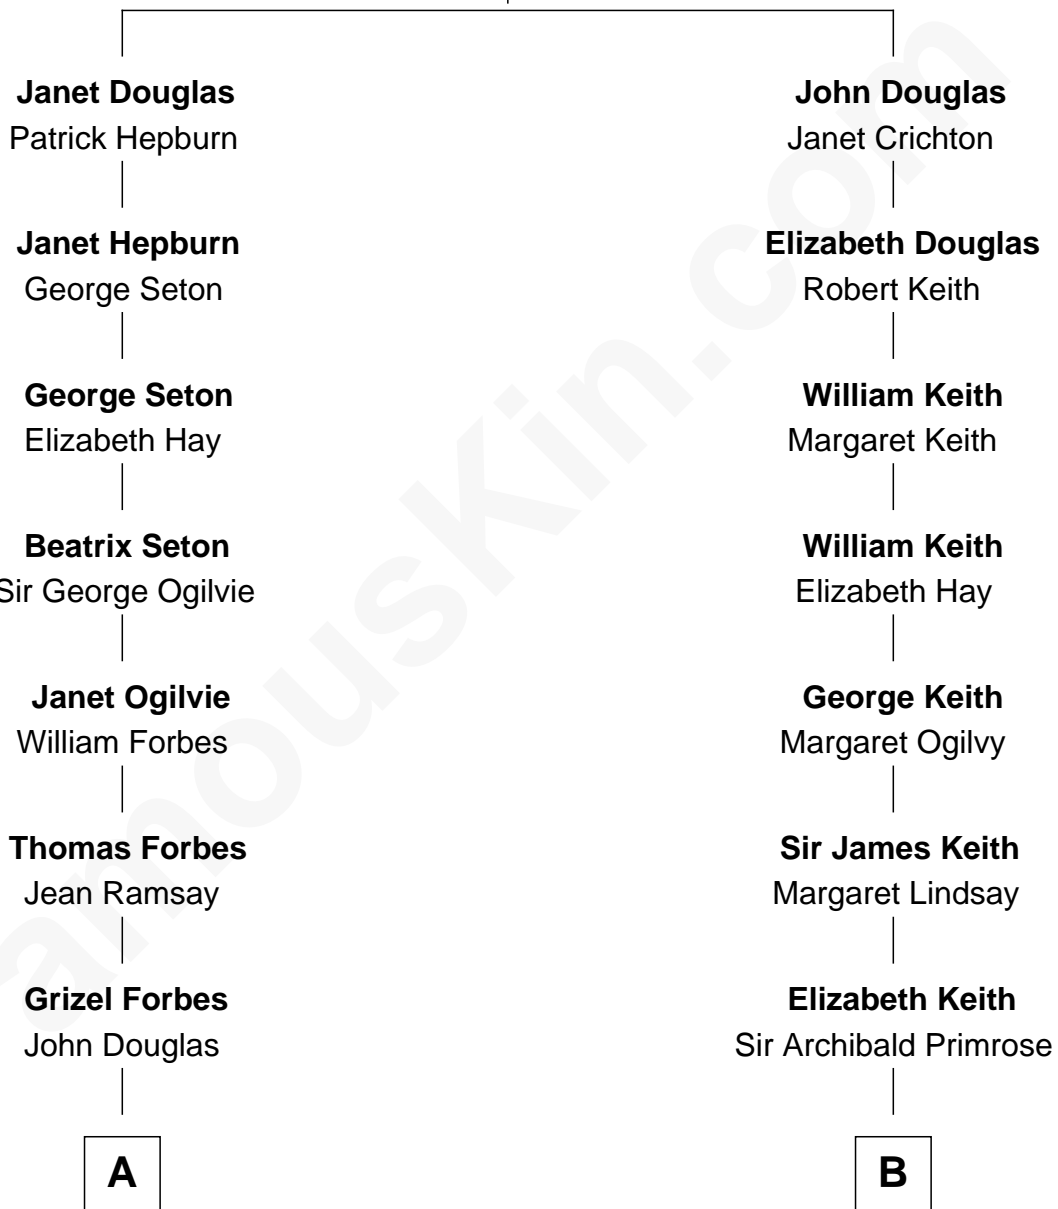 Janet Douglas
Patrick Hepburn
Janet Hepburn
George Seton
George Seton
Elizabeth Hay
Beatrix Seton
Sir George Ogilvie
Janet Ogilvie
William Forbes
Thomas Forbes
Jean Ramsay
Grizel Forbes
John Douglas
A
John Douglas
Janet Crichton
Elizabeth Douglas
Robert Keith
William Keith
Margaret Keith
William Keith
Elizabeth Hay
George Keith
Margaret Ogilvy
Sir James Keith
Margaret Lindsay
Elizabeth Keith
Sir Archibald Primrose
B
amouskin.com